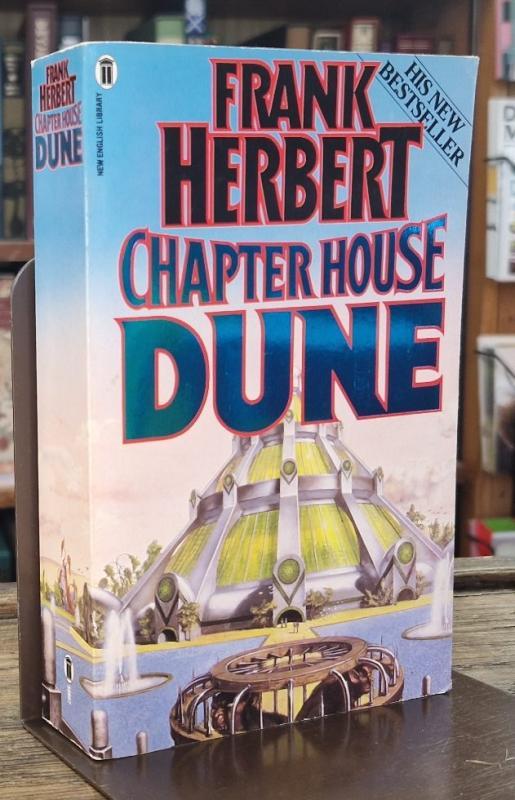 FRANK
HERBERT
CHAPTER HOUSE
DUNE
NEW ENGLISH LIBRARY
FRANK
HERBERT
CHAPTER HOUSE
DUNE
HIS NEW
BESTSELLER